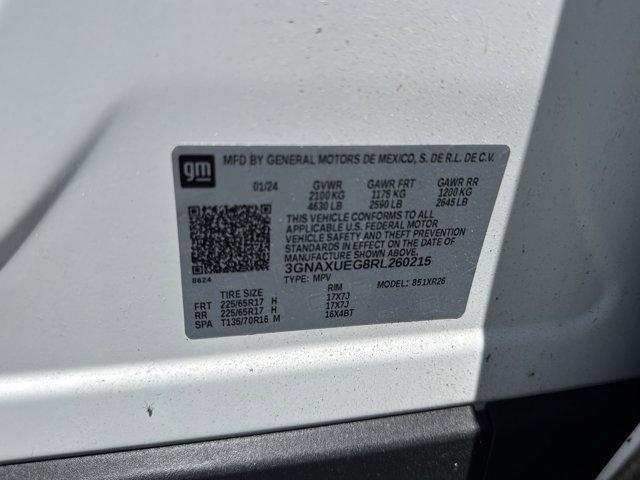 gm
MFD BY GENERAL MOTORS DE MEXICO, S. DE R.L. DE C.V.
01/24 GVWR GAWR FRT GAWR RR
2100 KG 1175 KG 1200 KG
4630 LB 2590 LB 2645 LB
THIS VEHICLE CONFORMS TO ALL
APPLICABLE U.S. FEDERAL MOTOR
VEHICLE SAFETY AND THEFT PREVENTION
STANDARDS IN EFFECT ON THE DATE OF
MANUFACTURE SHOWN ABOVE.
3GNAXUEG8RL260215
8624 TYPE: MPV MODEL: 851XR26
TIRE SIZE RIM
FRT 225/65R17 H 17X7J
RR 225/65R17 H 17X7J
SPA T135/70R16 M 16X4BT